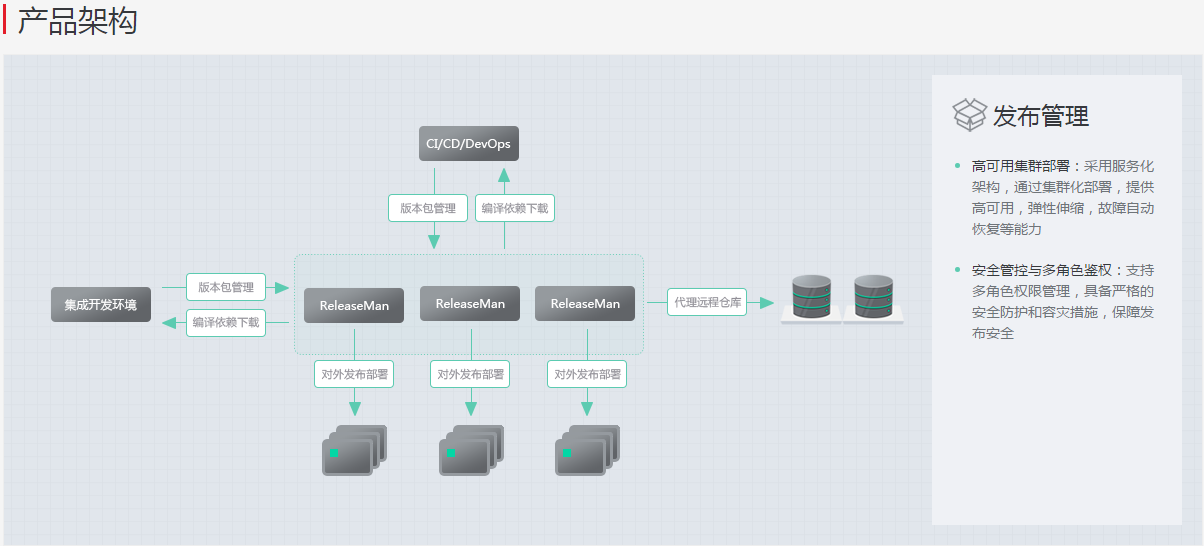 产品架构
CI/CD/DevOps
版本包管理
编译依赖下载
集成开发环境
版本包管理
编译依赖下载
ReleaseMan
ReleaseMan
ReleaseMan
代理远程仓库
对外发布部署
对外发布部署
对外发布部署
发布管理
高可用集群部署：采用服务化
架构，通过集群化部署，提供
高可用，弹性伸缩，故障自动
恢复等能力
安全管控与多角色鉴权：支持
多角色权限管理，具备严格的
安全防护和容灾措施，保障发
布安全